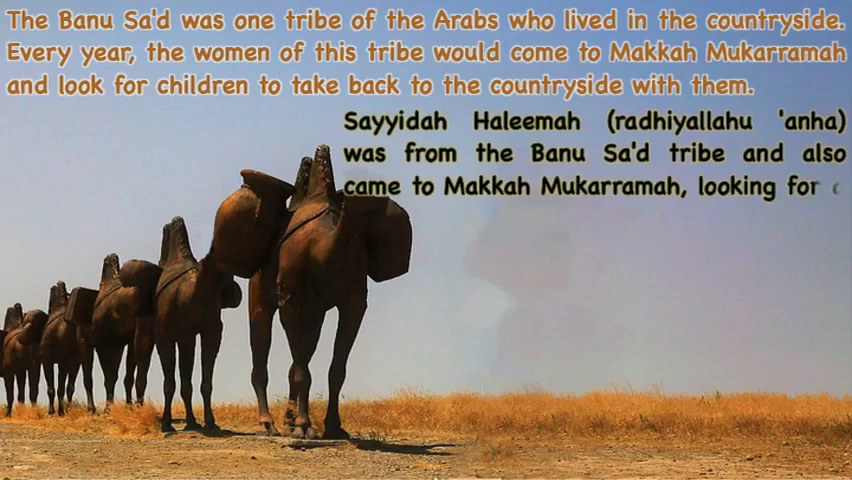 The Banu Sa'd was one tribe of the Arabs who lived in the countryside.
Every year, the women of this tribe would come to Makkah Mukarramah
and look for children to take back to the countryside with them.
Sayyidah Haleemah (radhiyallahu 'anha)
was from the Banu Sa'd tribe and also
came to Makkah Mukarramah, looking for